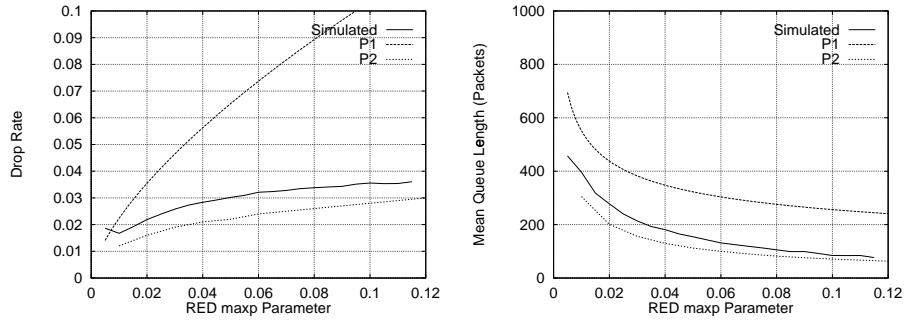 0.1
0.09
0.08
0.07
0.06
0.05
0.04
0.03
0.02
0.01
0
Drop Rate
0 0.02 0.04 0.06 0.08 0.1 0.12
RED maxp Parameter
Simulated
P1
P2
1000
800
600
400
200
0
Mean Queue Length (Packets)
0 0.02 0.04 0.06 0.08 0.1 0.12
RED maxp Parameter
Simulated
P1
P2